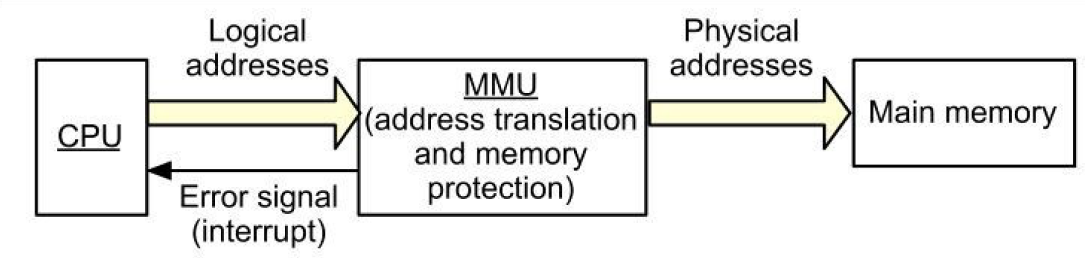 Logical
addresses
Physical
addresses
CPU
MMU
(address translation
and memory
protection)
Main memory
Error signal
(interrupt)